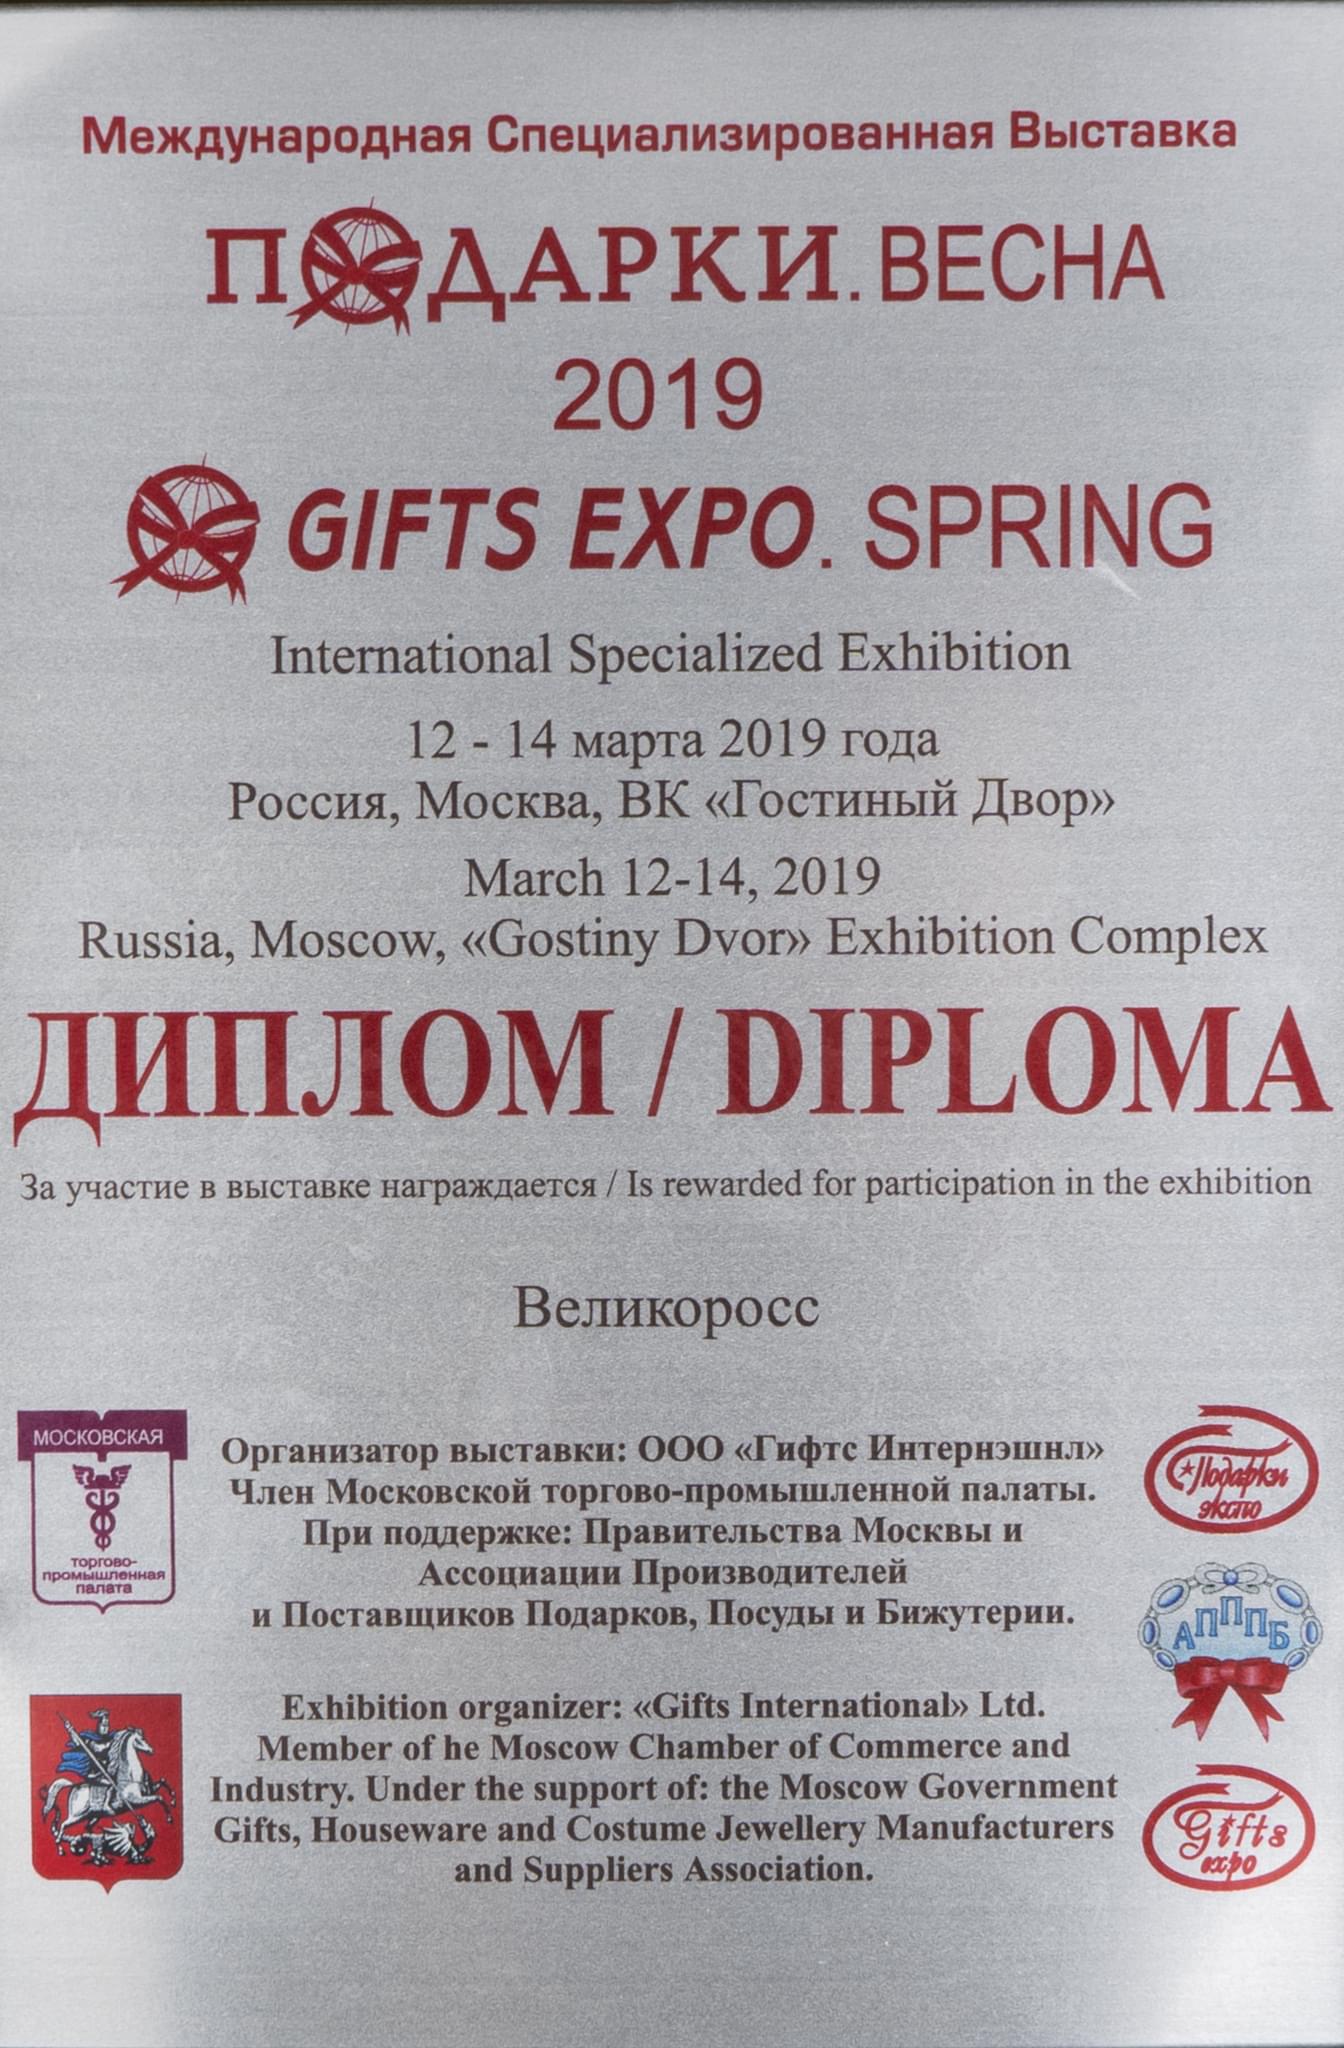 Международная Специализированная Выставка
ПОДАРКИ.ВЕСНА
2019
GIFTS EXPO. SPRING
International Specialized Exhibition
12 - 14 марта 2019 года
Россия, Москва, ВК «Гостиный Двор»
March 12-14, 2019
Russia, Moscow, «Gostiny Dvor» Exhibition Complex
ДИПЛОМ / DIPLOMA
За участие в выставке награждается / Is rewarded for participation in the exhibition
Великоросс
МОСКОВСКАЯ
торгово-
промышленная
палата
Организатор выставки: ООО «Гифтс Интернэшнл»
Член Московской торгово-промышленной палаты.
При поддержке: Правительства Москвы и
Ассоциации Производителей
и Поставщиков Подарков, Посуды и Бижутерии.
Подарки
экспо
АПППБ
Exhibition organizer: «Gifts International» Ltd.
Member of he Moscow Chamber of Commerce and
Industry. Under the support of: the Moscow Government
Gifts, Houseware and Costume Jewellery Manufacturers
and Suppliers Association.
Gifts
expo